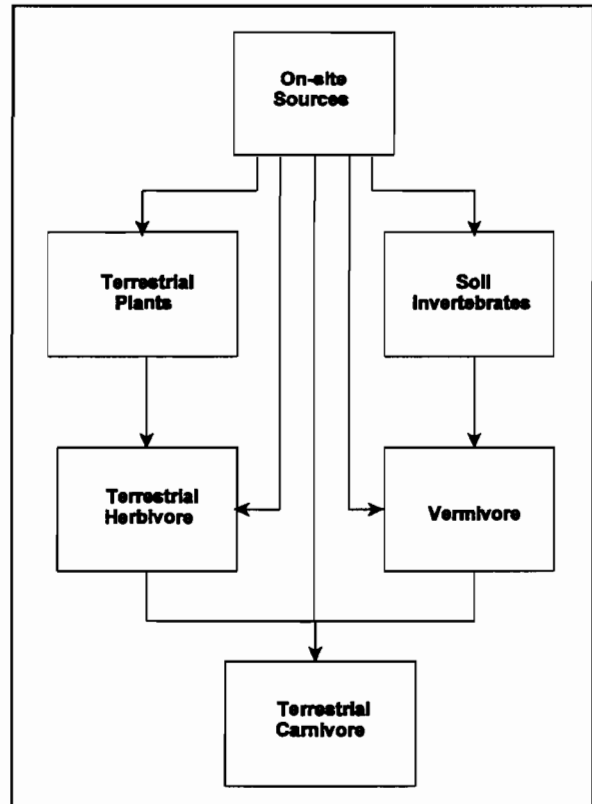 On-site
Sources
Terrestrial
Plants
Soil
Invertebrates
Terrestrial
Herbivore
Vermivore
Terrestrial
Carnivore